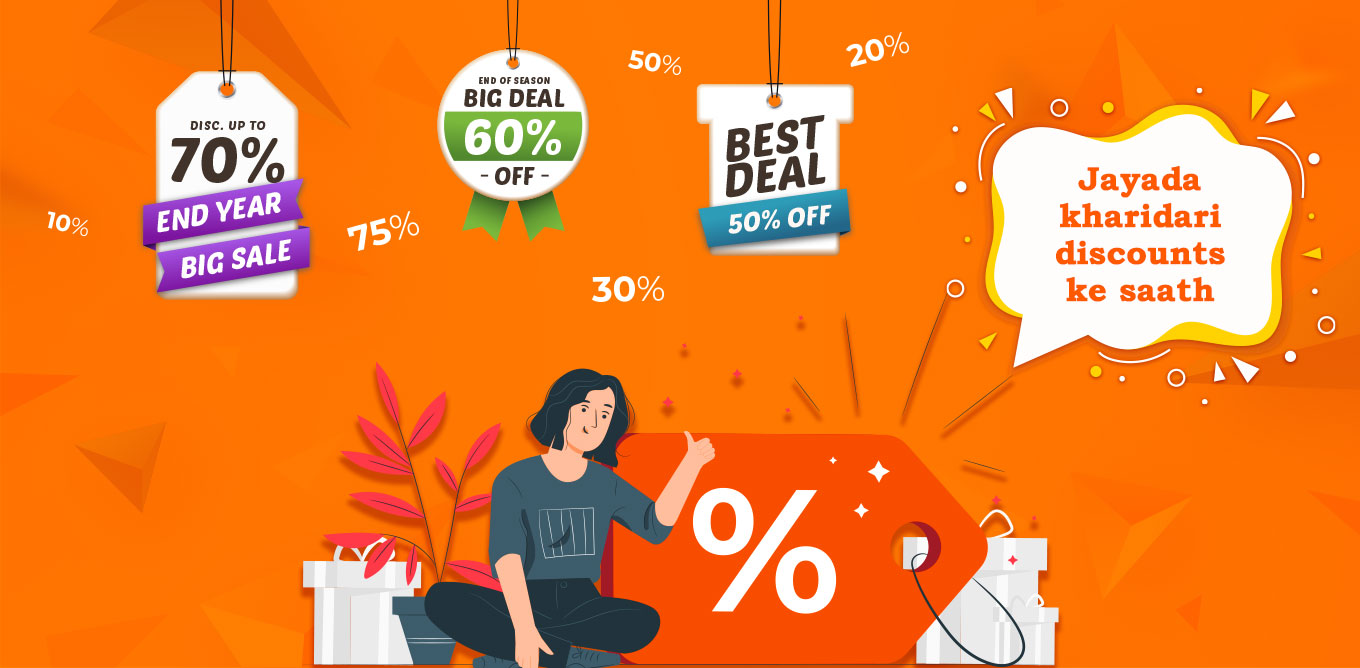 50%
20%
DISC. UP TO
70%
END YEAR
BIG SALE
END OF SEASON
BIG DEAL
60%
- OFF -
BEST
DEAL
50% OFF
Jayada
kharidari
discounts
ke saath
10%
75%
30%
%